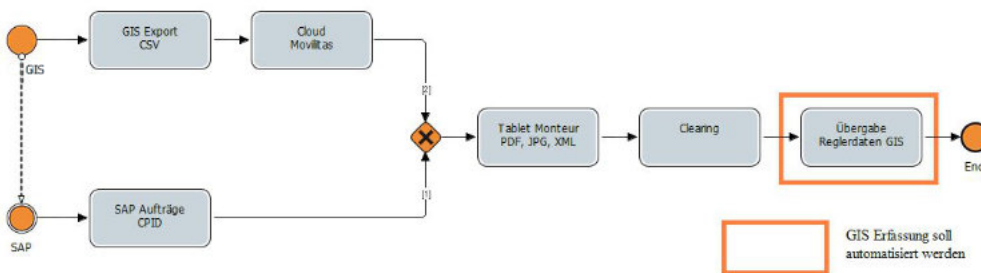 GIS Export
CSV
Cloud
Movilitas
GIS
[2]
Tablet Monteur
PDF, JPG, XML
Clearing
Übergabe
Reglerdaten GIS
End
SAP Aufträge
CPID
[1]
SAP
GIS Erfassung soll
automatisiert werden